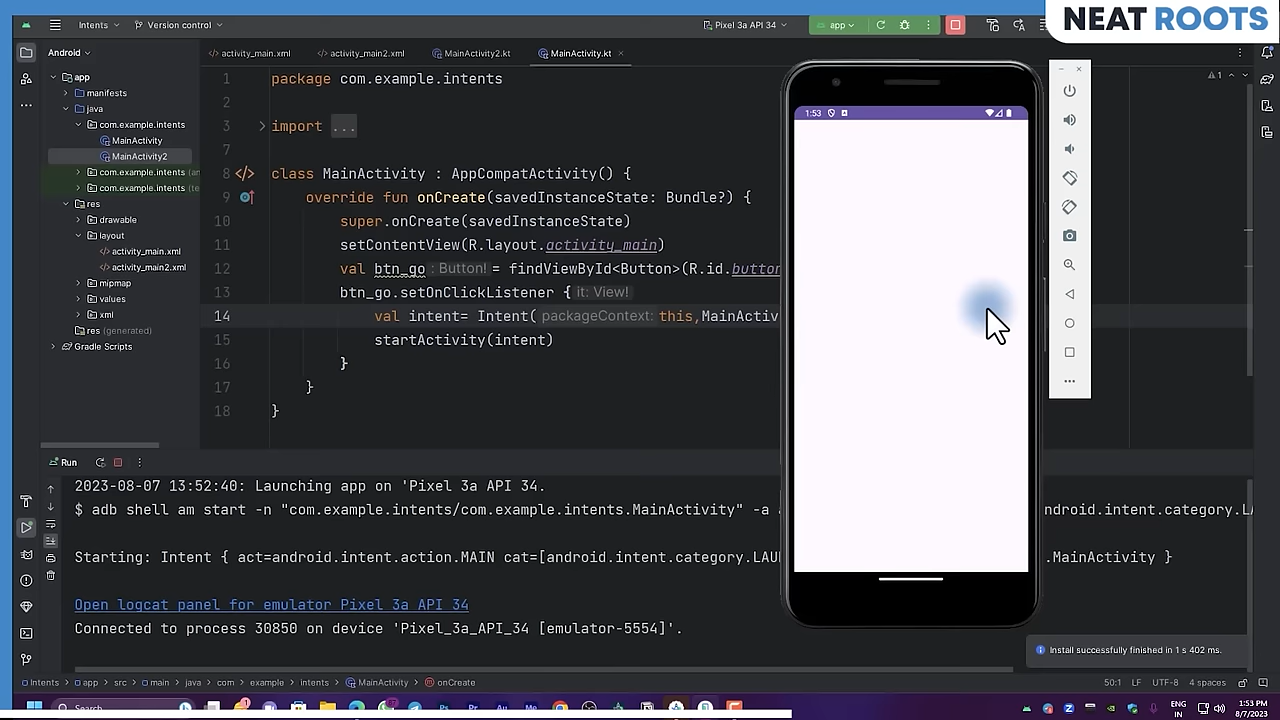 NEAT ROOTS
Intents
Version control
Pixel 3a API 34
app
Android
activity_main.xml
activity_main2.xml
MainActivity2.kt
MainActivity.kt
1
app
manifests
java
com.example.intents
MainActivity
MainActivity2
com.example.intents
com.example.intents
res
drawable
layout
activity_main.xml
activity_main2.xml
mipmap
values
xml
res (generated)
Gradle Scripts
1 package com.example.intents
2
3 import ...
7
8 class MainActivity : AppCompatActivity() {
9 override fun onCreate(savedInstanceState: Bundle?) {
10 super.onCreate(savedInstanceState)
11 setContentView(R.layout.activity_main)
12 val btn_go : Button! = findViewById<Button>(R.id.button
13 btn_go.setOnClickListener { it: View!
14 val intent= Intent( packageContext: this,MainActiv
15 startActivity(intent)
16 }
17 }
18 }
1:53
Run
2023-08-07 13:52:40: Launching app on 'Pixel 3a API 34.
$ adb shell am start -n "com.example.intents/com.example.intents.MainActivity" -a a ndroid.intent.category.LA
Starting: Intent { act=android.intent.action.MAIN cat=[android.intent.category.LAU .MainActivity }
Open logcat panel for emulator Pixel 3a API 34
Connected to process 30850 on device 'Pixel_3a_API_34 [emulator-5554]'.
Install successfully finished in 1 s 402 ms.
Intents app src main java com example intents MainActivity onCreate
50:1 LF UTF-8 4 spaces
Search
ENG
IN
1:53 PM
8/7/2023